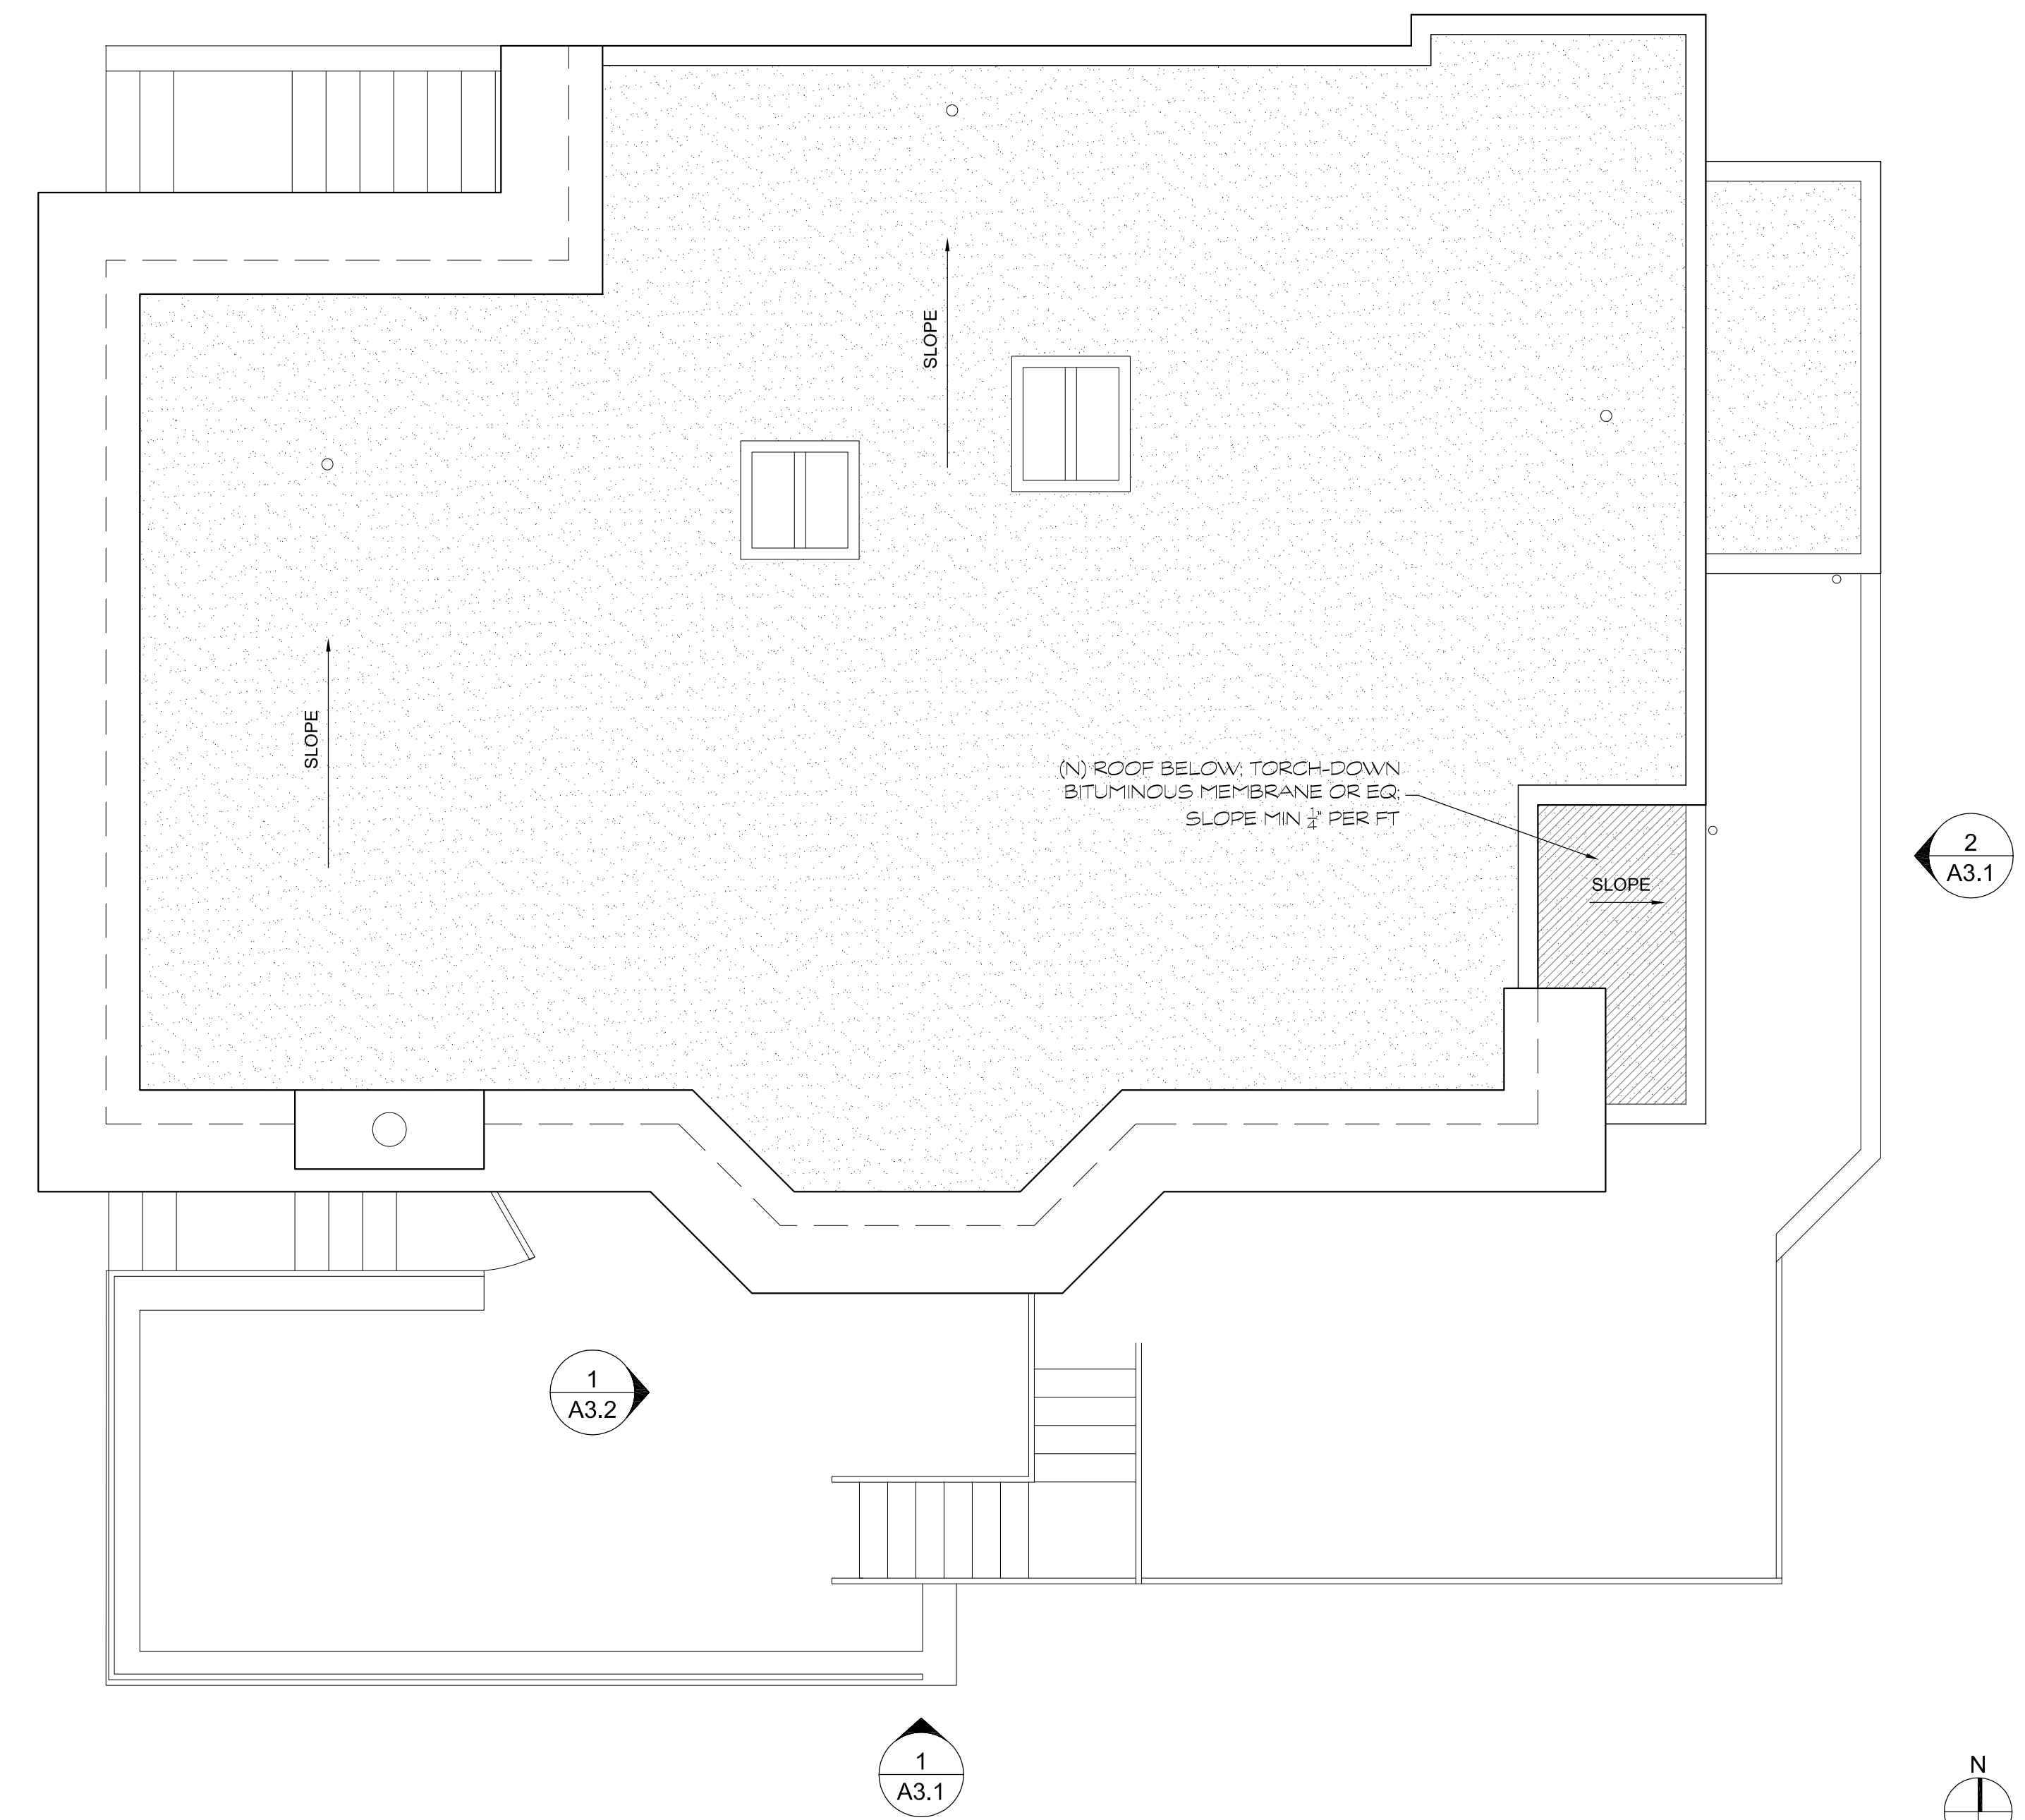 SLOPE
SLOPE
(N) ROOF BELOW; TORCH-DOWN
BITUMINOUS MEMBRANE OR EQ;
SLOPE MIN 1/4" PER FT
SLOPE
2
A3.1
1
A3.2
1
A3.1
N